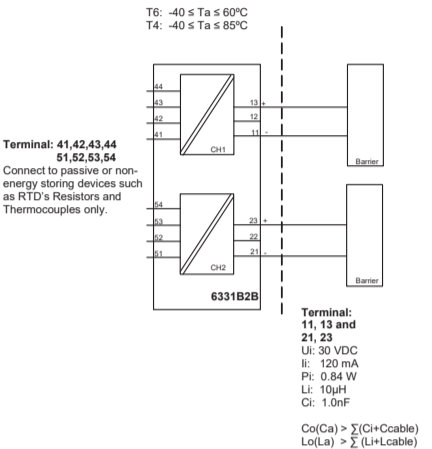 T6: -40 ≤ Ta ≤ 60ºC
T4: -40 ≤ Ta ≤ 85ºC
44
43
42
41
13 +
12
11 -
CH1
Barrier
Terminal: 41,42,43,44
51,52,53,54
Connect to passive or non-
energy storing devices such
as RTD's Resistors and
Thermocouples only.
54
53
52
51
23 +
22
21 -
CH2
Barrier
6331B2B
Terminal:
11, 13 and
21, 23
Ui: 30 VDC
Ii: 120 mA
Pi: 0.84 W
Li: 10µH
Ci: 1.0nF
Co(Ca) > ∑(Ci+Ccable)
Lo(La) > ∑ (Li+Lcable)